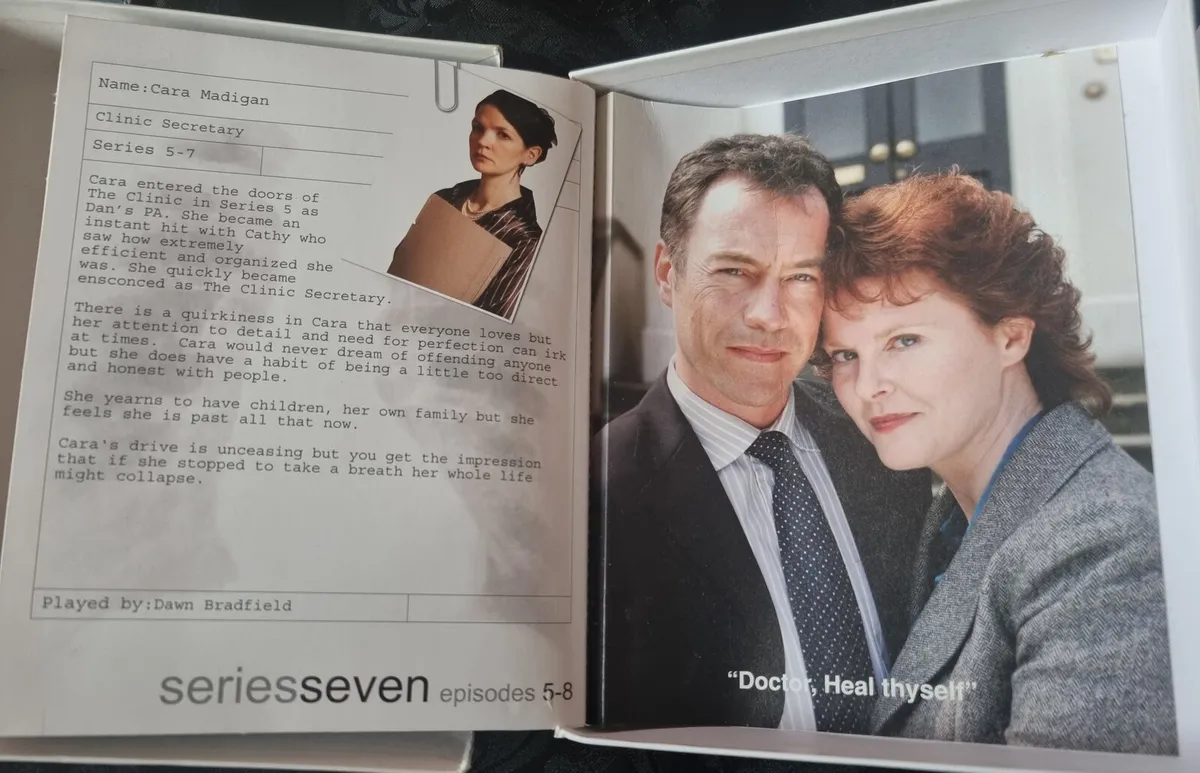 Name:Cara Madigan
Clinic Secretary
Series 5-7
Cara entered the doors of
The Clinic in Series 5 as
Dan's PA. She became an
instant hit with Cathy who
saw how extremely
efficient and organized she
was. She quickly became
ensconced as The Clinic Secretary.
There is a quirkiness in Cara that everyone loves but
her attention to detail and need for perfection can irk
at times. Cara would never dream of offending anyone
but she does have a habit of being a little too direct
and honest with people.
She yearns to have children, her own family but she
feels she is past all that now.
Cara's drive is unceasing but you get the impression
that if she stopped to take a breath her whole life
might collapse.
Played by:Dawn Bradfield
seriesseven episodes 5-8
“Doctor, Heal thyself”